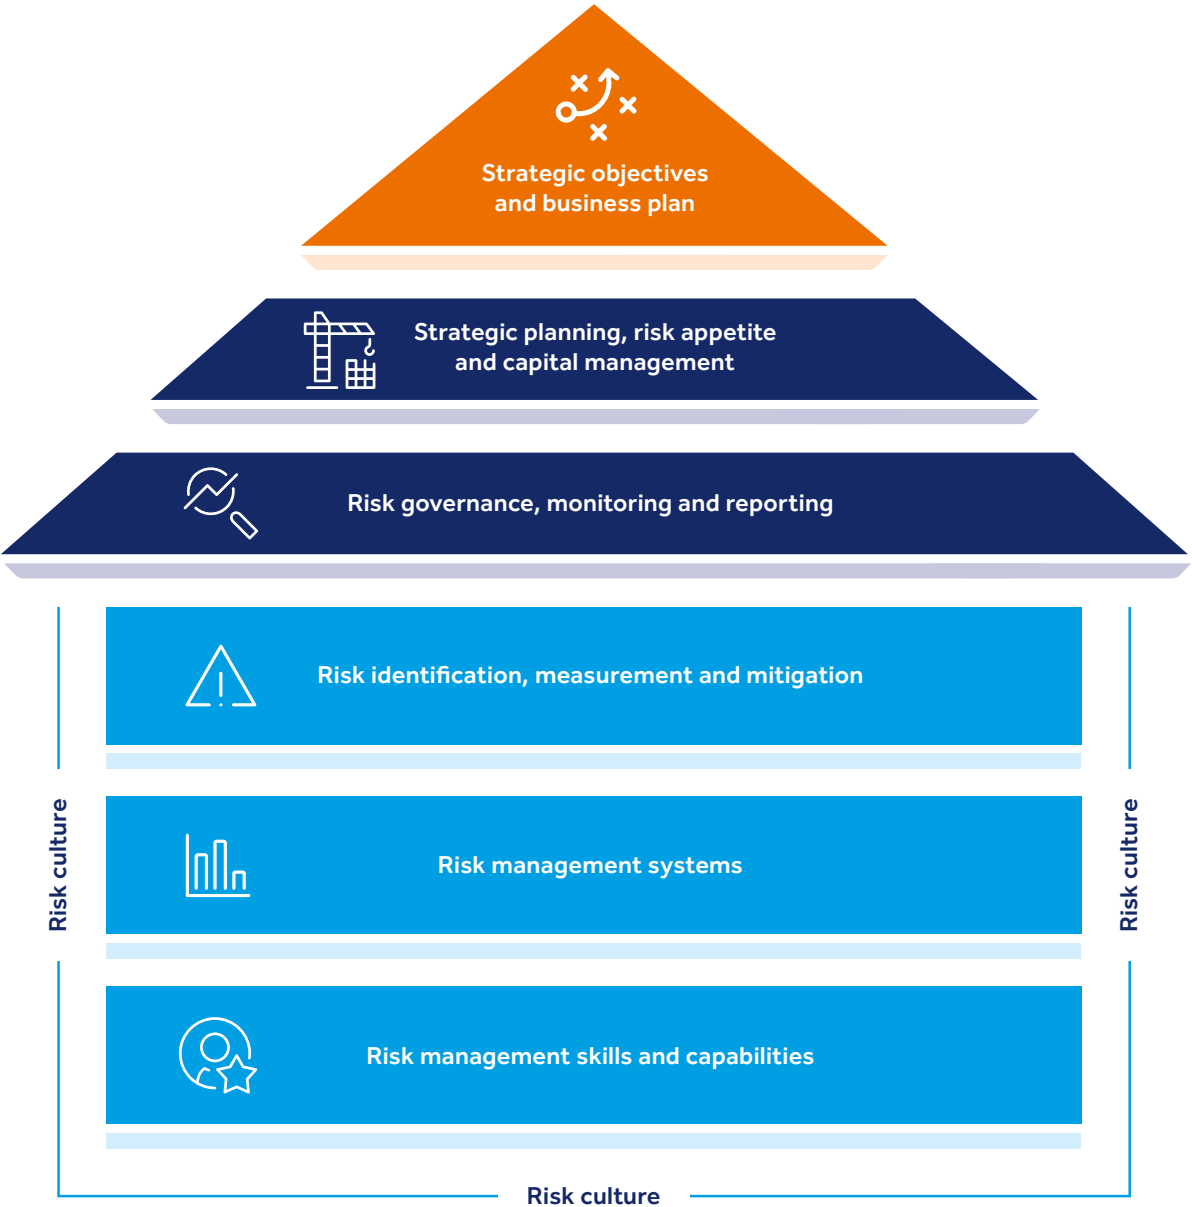 Strategic objectives
and business plan
Strategic planning, risk appetite
and capital management
Risk governance, monitoring and reporting
Risk identification, measurement and mitigation
Risk culture
Risk management systems
Risk culture
Risk management skills and capabilities
Risk culture